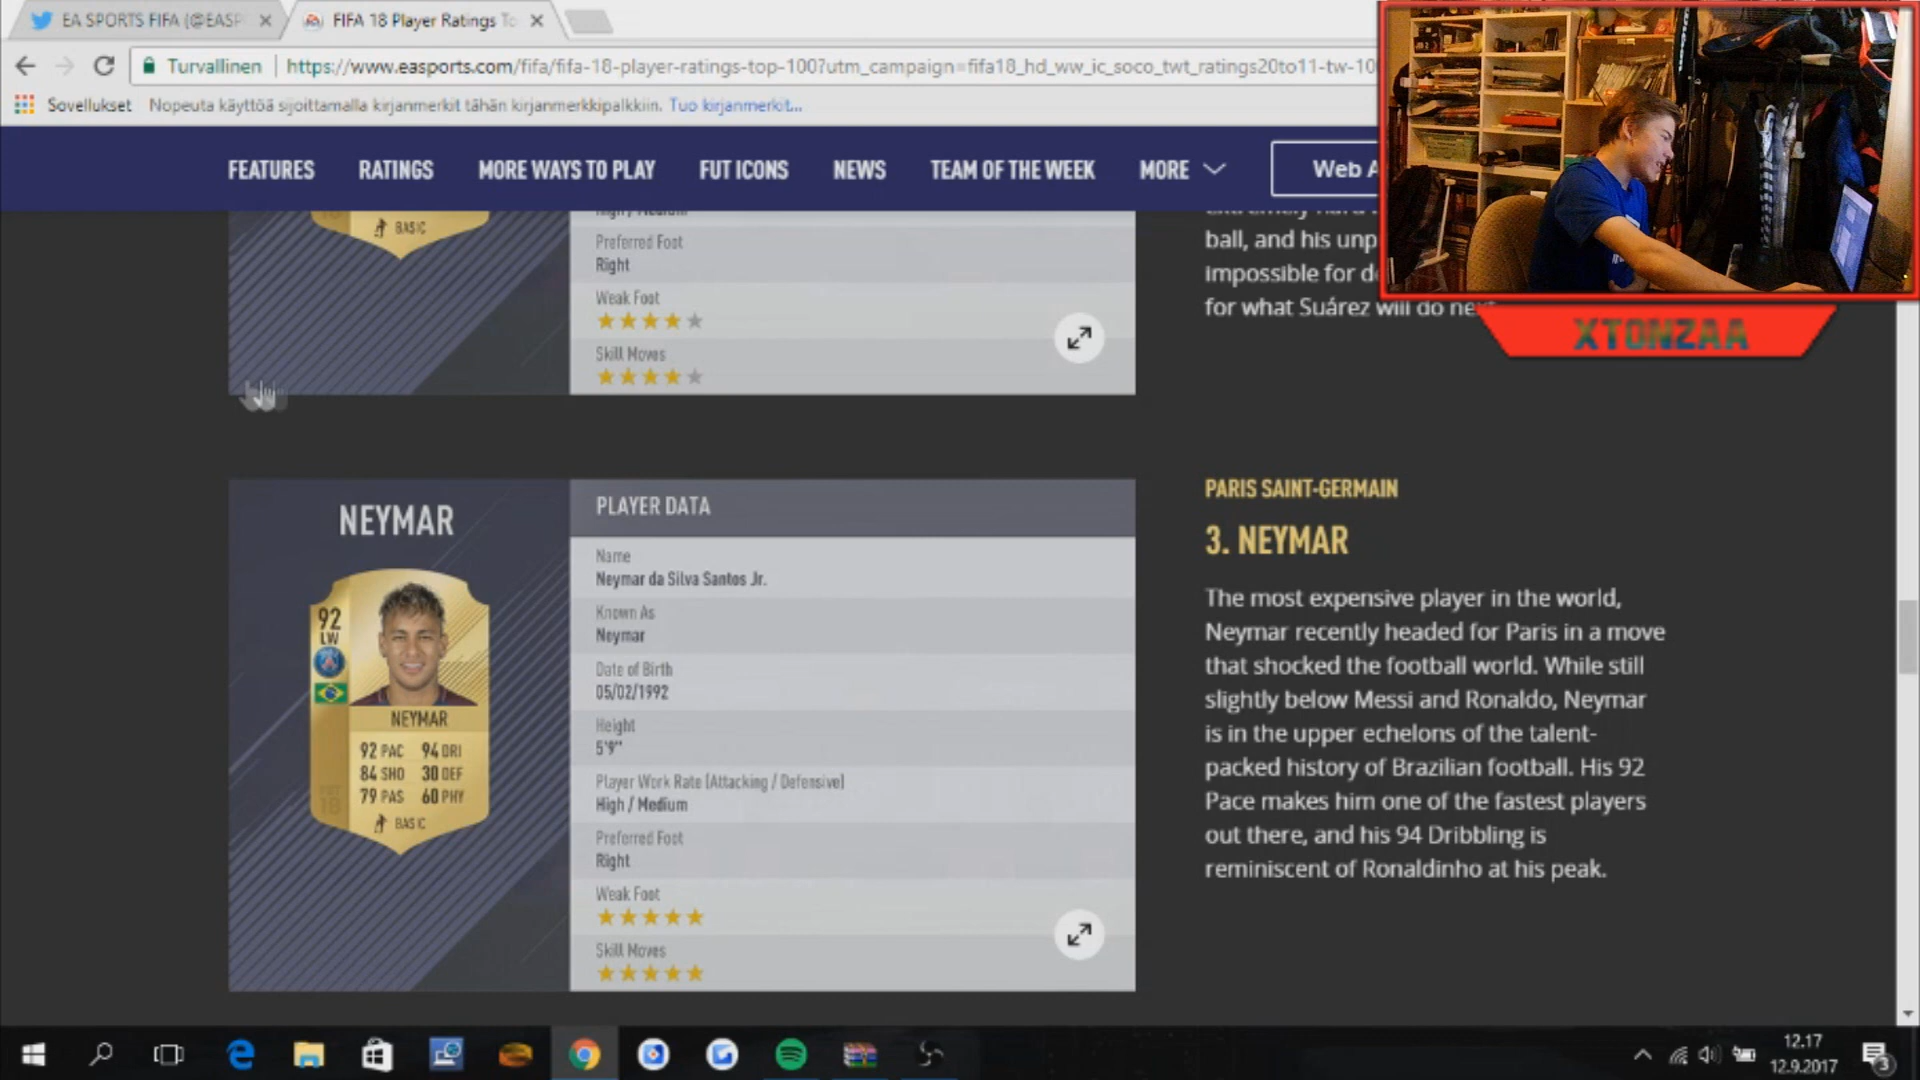 EA SPORTS FIFA (@EASP
FIFA 18 Player Ratings To
Turvallinen
https://www.easports.com/fifa/fifa-18-player-ratings-top-100?utm_campaign=fifa18_hd_ww_ic_soco_twt_ratings20to11-tw-10
Sovellukset
Nopeuta käyttöä sijoittamalla kirjanmerkit tähän kirjanmerkkipalkkiin. Tuo kirjanmerkit...
FEATURES
RATINGS
MORE WAYS TO PLAY
FUT ICONS
NEWS
TEAM OF THE WEEK
MORE
Web A
XTONZAA
BASIC
High / Medium
Preferred Foot
Right
Weak Foot
Skill Moves
ball, and his unp
impossible for de
for what Suárez will do next
NEYMAR
92
LW
NEYMAR
92 PAC 94 DRI
84 SHO 30 DEF
79 PAS 60 PHY
BASIC
PLAYER DATA
Name
Neymar da Silva Santos Jr.
Known As
Neymar
Date of Birth
05/02/1992
Height
5'9''
Player Work Rate (Attacking / Defensive)
High / Medium
Preferred Foot
Right
Weak Foot
Skill Moves
PARIS SAINT-GERMAIN
3. NEYMAR
The most expensive player in the world,
Neymar recently headed for Paris in a move
that shocked the football world. While still
slightly below Messi and Ronaldo, Neymar
is in the upper echelons of the talent-
packed history of Brazilian football. His 92
Pace makes him one of the fastest players
out there, and his 94 Dribbling is
reminiscent of Ronaldinho at his peak.
12.17
12.9.2017
3